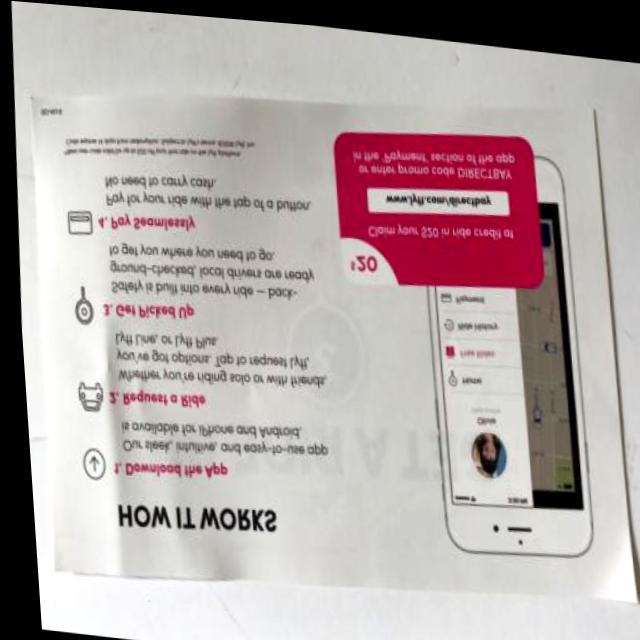 HOW IT WORKS
1. Download the App
Our sleek, intuitive, and easy-to-use app
is available for iPhone and Android.
2. Request a Ride
Whether you're riding solo or with friends,
you've got options. Tap to request Lyft,
Lyft Line, or Lyft Plus.
3. Get Picked Up
Safety is built into every ride — back-
ground-checked, local drivers are ready
to get you where you need to go.
4. Pay Seamlessly
Pay for your ride with the tap of a button.
No need to carry cash.
Home
Free Rides
Ride History
Payment
$20
Claim your $20 in ride credit at
www.lyft.com/directbay
or enter promo code DIRECTBAY
in the 'Payment' section of the app